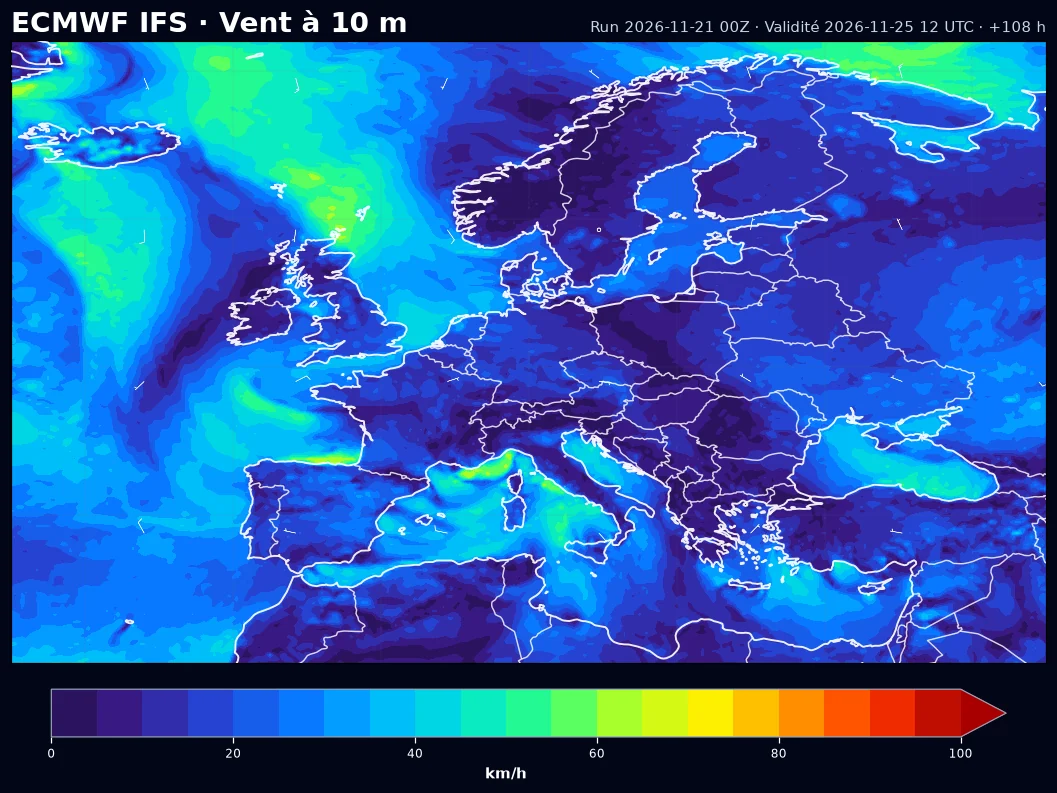 ECMWF IFS · Vent à 10 m
Run 2026-11-21 00Z · Validité 2026-11-25 12 UTC · +108 h
0 20 40 60 80 100
km/h